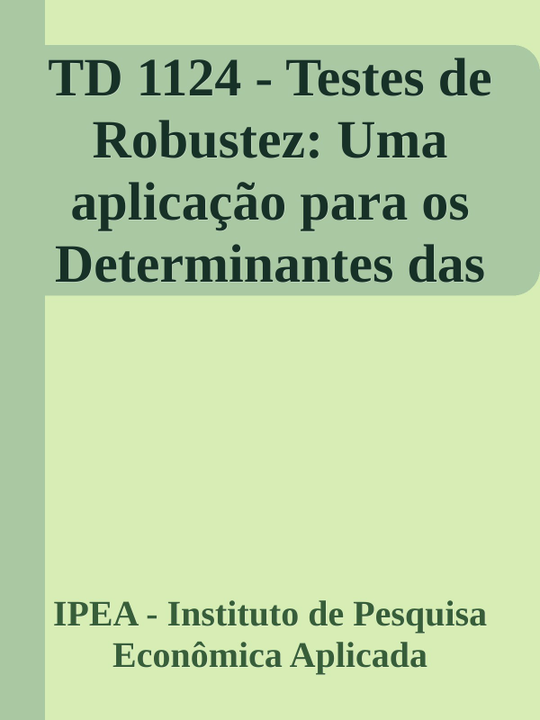 TD 1124 - Testes de
Robustez: Uma
aplicação para os
Determinantes das
IPEA - Instituto de Pesquisa
Econômica Aplicada